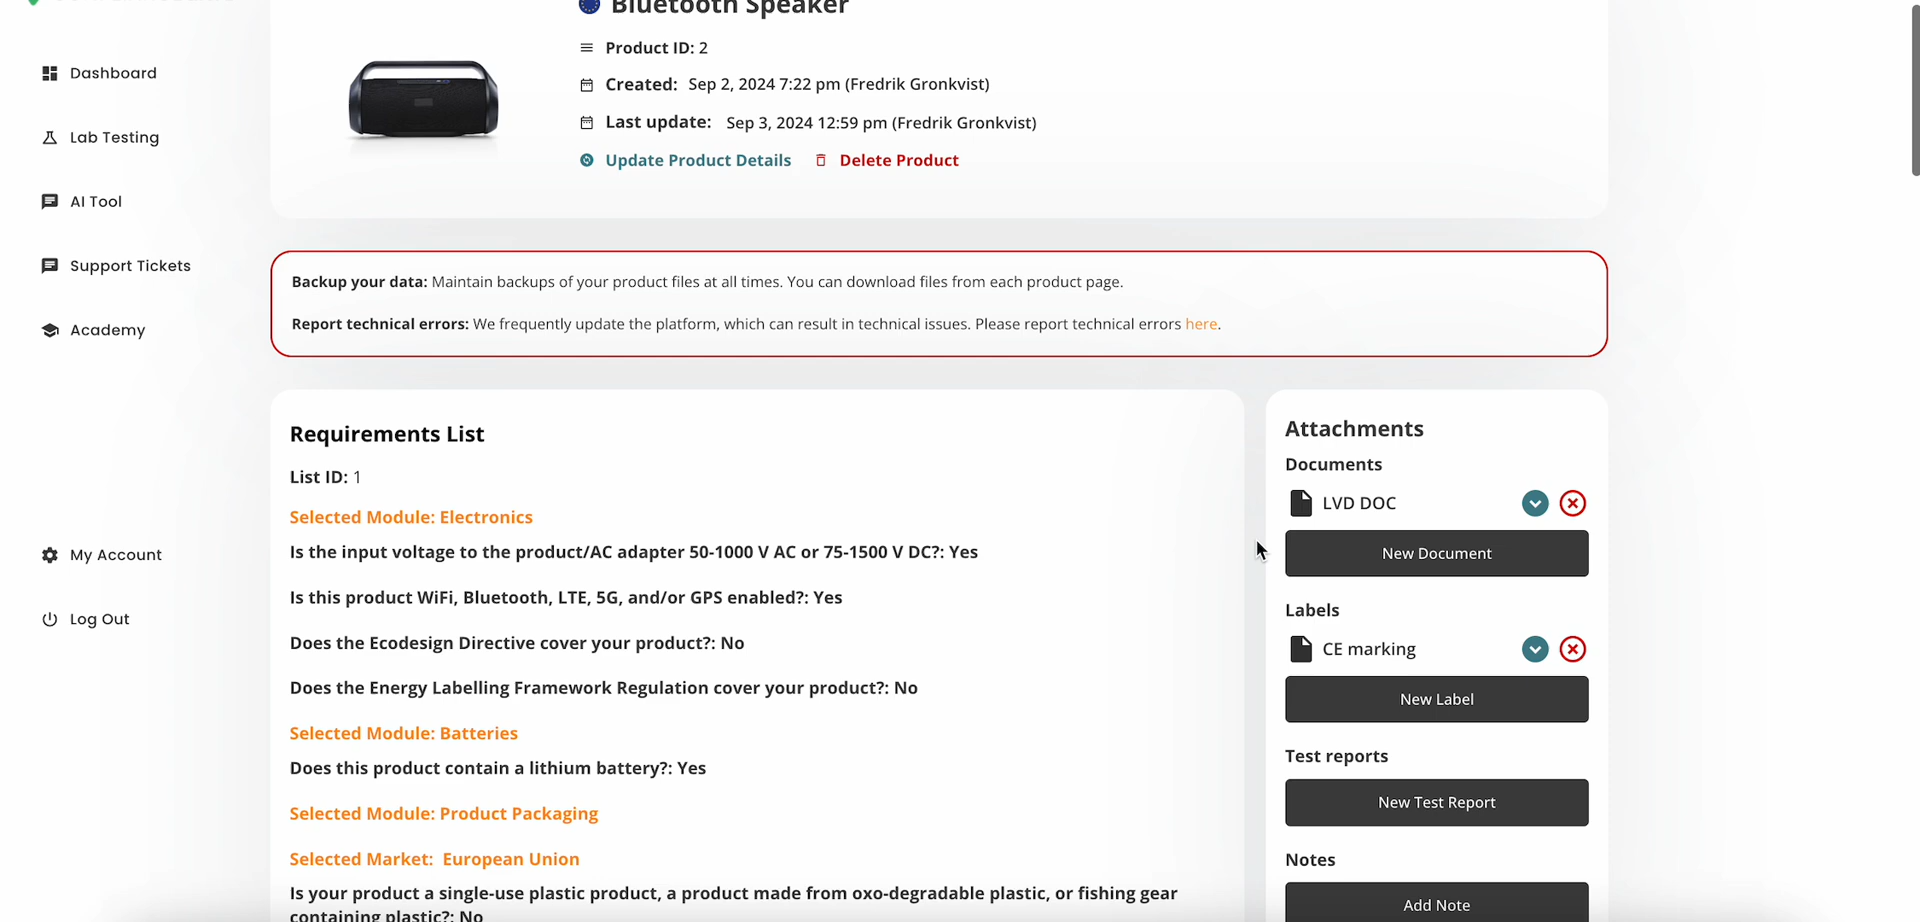 Dashboard
Lab Testing
AI Tool
Support Tickets
Academy
My Account
Log Out
Bluetooth Speaker
Product ID: 2
Created: Sep 2, 2024 7:22 pm (Fredrik Gronkvist)
Last update: Sep 3, 2024 12:59 pm (Fredrik Gronkvist)
Update Product Details Delete Product
Backup your data: Maintain backups of your product files at all times. You can download files from each product page.
Report technical errors: We frequently update the platform, which can result in technical issues. Please report technical errors here.
Requirements List
List ID: 1
Selected Module: Electronics
Is the input voltage to the product/AC adapter 50-1000 V AC or 75-1500 V DC?: Yes
Is this product WiFi, Bluetooth, LTE, 5G, and/or GPS enabled?: Yes
Does the Ecodesign Directive cover your product?: No
Does the Energy Labelling Framework Regulation cover your product?: No
Selected Module: Batteries
Does this product contain a lithium battery?: Yes
Selected Module: Product Packaging
Selected Market: European Union
Is your product a single-use plastic product, a product made from oxo-degradable plastic, or fishing gear
containing plastic?: No
Attachments
Documents
LVD DOC
New Document
Labels
CE marking
New Label
Test reports
New Test Report
Notes
Add Note